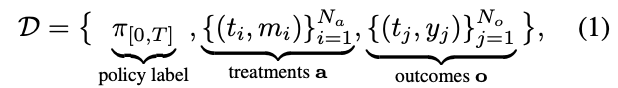 𝒟 = { π_{[0,T]}, {(t_i, m_i)}_{i=1}^{N_a}, {(t_j, y_j)}_{j=1}^{N_o} }, (1)
policy label treatments a outcomes o